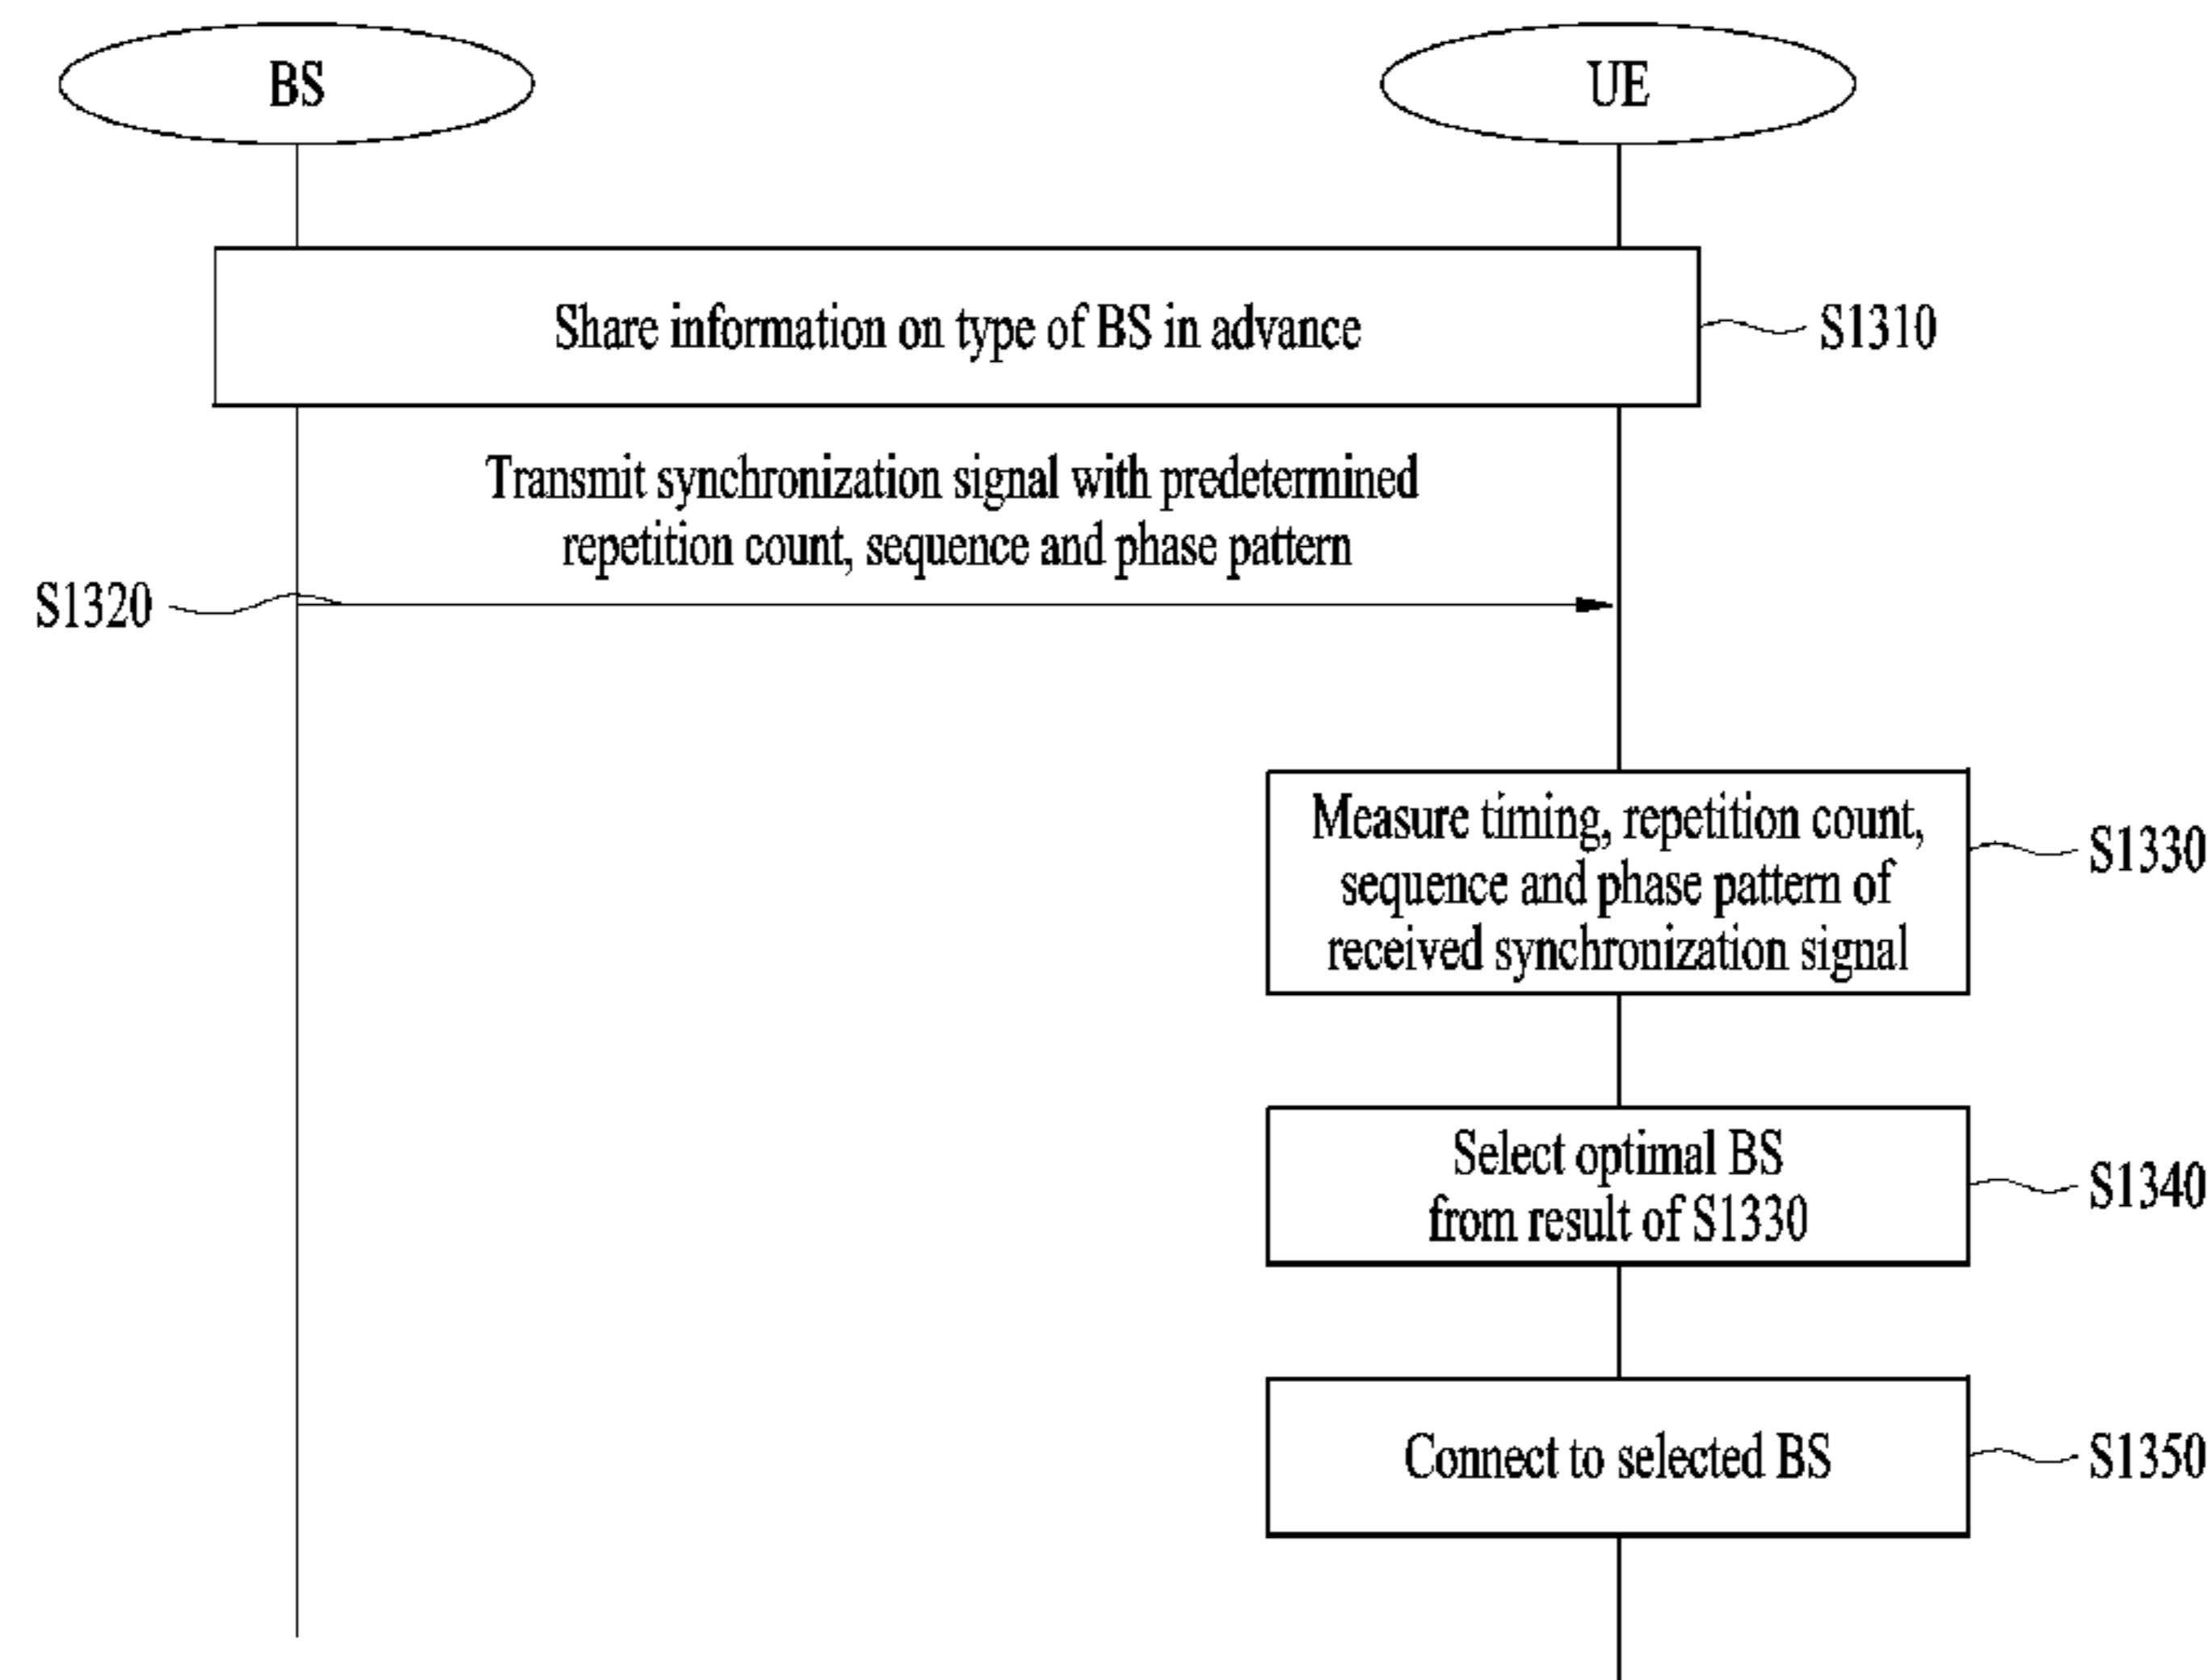 BS
UE
Share information on type of BS in advance
S1310
Transmit synchronization signal with predetermined
repetition count, sequence and phase pattern
S1320
Measure timing, repetition count,
sequence and phase pattern of
received synchronization signal
S1330
Select optimal BS
from result of S1330
S1340
Connect to selected BS
S1350